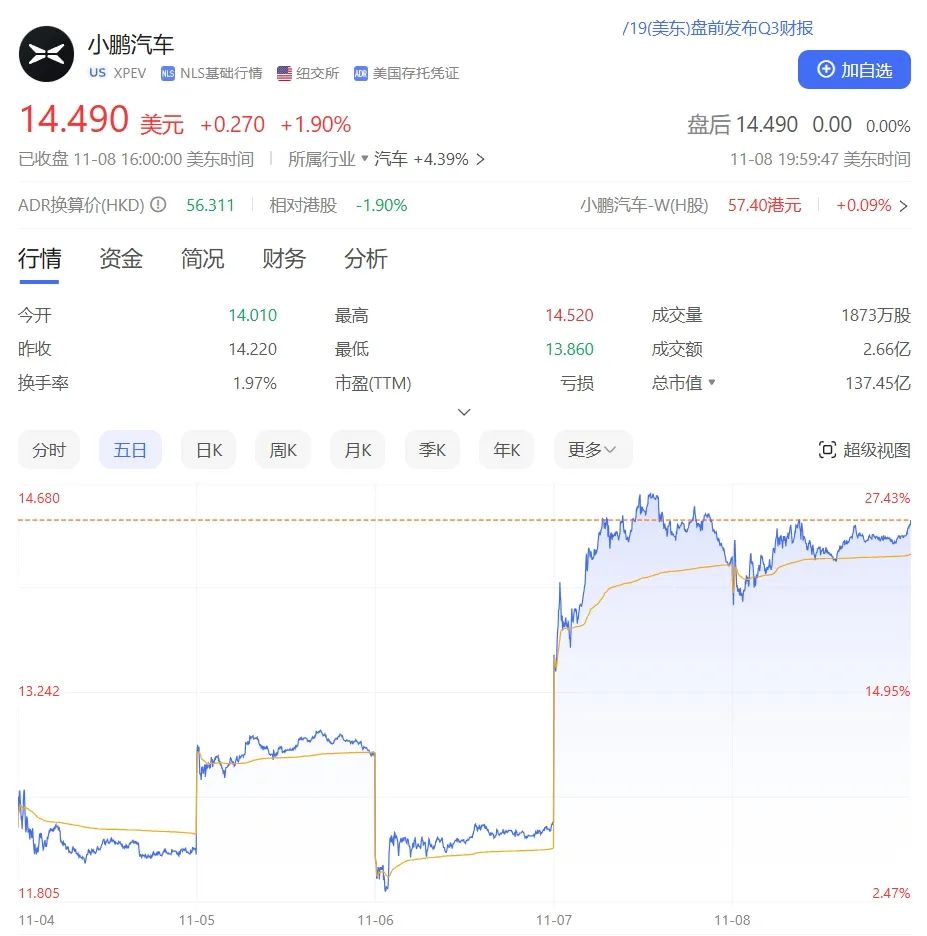 /19(美东)盘前发布Q3财报
小鹏汽车
US XPEV NLS NLS基础行情 纽交所 ADR 美国存托凭证
加自选
14.490 美元 +0.270 +1.90% 盘后 14.490 0.00 0.00%
已收盘 11-08 16:00:00 美东时间 所属行业 汽车 +4.39% 11-08 19:59:47 美东时间
ADR换算价(HKD) 56.311 相对港股 -1.90% 小鹏汽车-W(H股) 57.40港元 +0.09%
行情 资金 简况 财务 分析
今开 14.010 最高 14.520 成交量 1873万股
昨收 14.220 最低 13.860 成交额 2.66亿
换手率 1.97% 市盈(TTM) 亏损 总市值 137.45亿
分时 五日 日K 周K 月K 季K 年K 更多 超级视图
14.680 27.43%
13.242 14.95%
11.805 2.47%
11-04 11-05 11-06 11-07 11-08